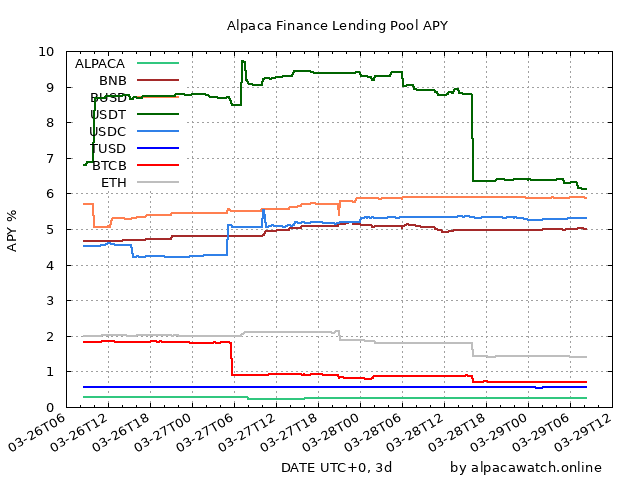 Alpaca Finance Lending Pool APY
10
9
8
7
6
5
4
3
2
1
0
APY %
ALPACA
BNB
BUSD
USDT
USDC
TUSD
BTCB
ETH
03-26T06
03-26T12
03-26T18
03-27T00
03-27T06
03-27T12
03-27T18
03-28T00
03-28T06
03-28T12
03-28T18
03-29T00
03-29T06
03-29T12
DATE UTC+0, 3d
by alpacawatch.online